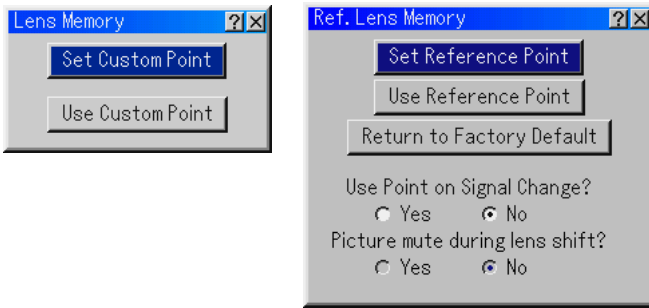 Lens Memory ? X
Set Custom Point
Use Custom Point
Ref. Lens Memory ? X
Set Reference Point
Use Reference Point
Return to Factory Default
Use Point on Signal Change?
Yes No
Picture mute during lens shift?
Yes No